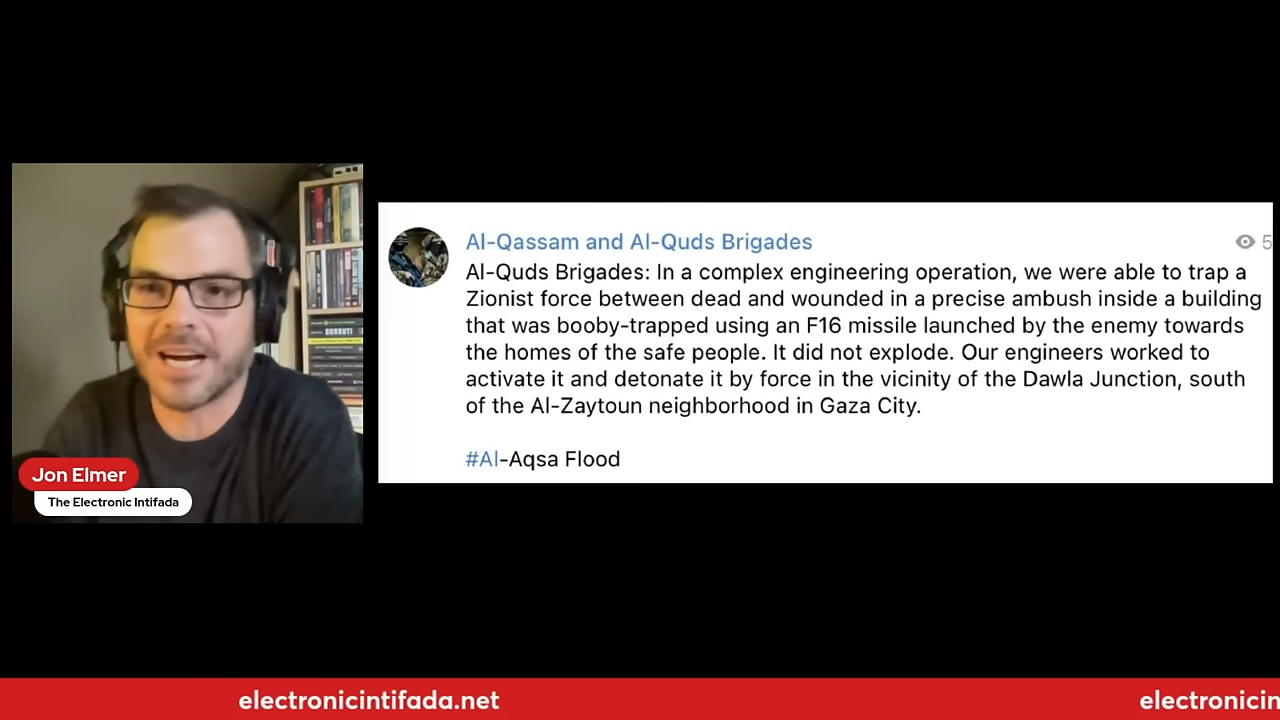 Al-Qassam and Al-Quds Brigades
5
Al-Quds Brigades: In a complex engineering operation, we were able to trap a
Zionist force between dead and wounded in a precise ambush inside a building
that was booby-trapped using an F16 missile launched by the enemy towards
the homes of the safe people. It did not explode. Our engineers worked to
activate it and detonate it by force in the vicinity of the Dawla Junction, south
of the Al-Zaytoun neighborhood in Gaza City.
#Al-Aqsa Flood
DURRUTI
Jon Elmer
The Electronic Intifada
electronicintifada.net
electronicin